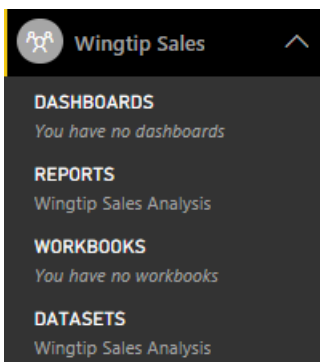 Wingtip Sales
DASHBOARDS
You have no dashboards
REPORTS
Wingtip Sales Analysis
WORKBOOKS
You have no workbooks
DATASETS
Wingtip Sales Analysis